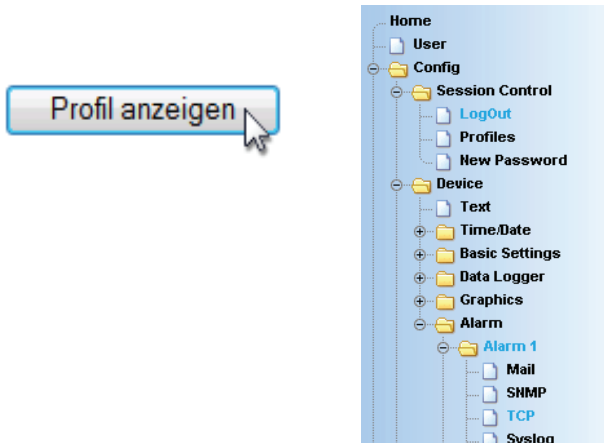 Profil anzeigen
Home
User
Config
Session Control
LogOut
Profiles
New Password
Device
Text
Time/Date
Basic Settings
Data Logger
Graphics
Alarm
Alarm 1
Mail
SNMP
TCP
Syslog